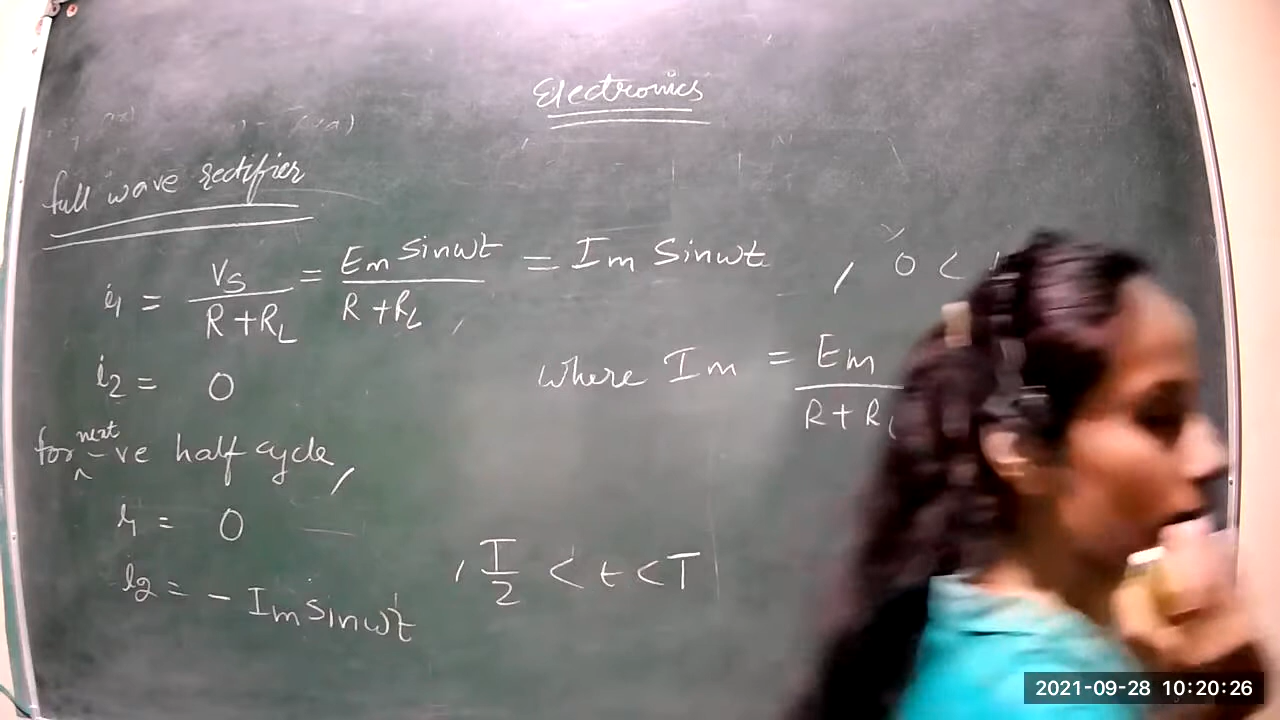 Electronics
full wave rectifier
i1 = Vs / R+RL = Em sinωt / R+RL , = Im sinωt , 0 <
i2 = 0
where Im = Em / R+RL
for next -ve half cycle,
i1 = 0
i2 = - Im sinωt , T/2 < t < T
2021-09-28 10:20:26